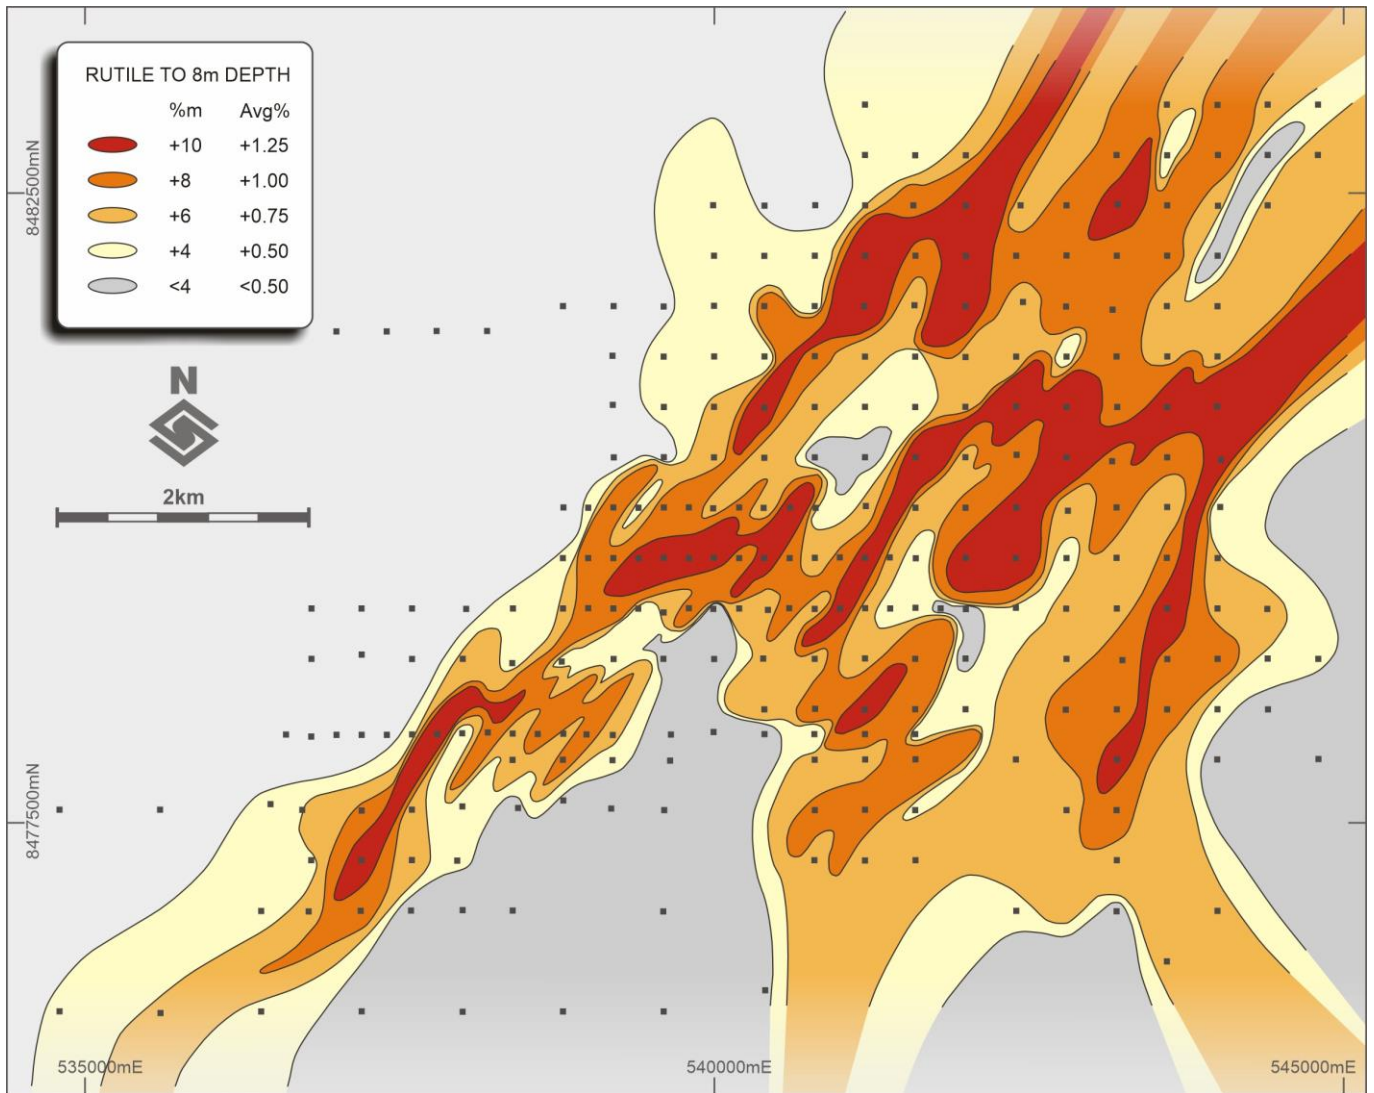 RUTILE TO 8m DEPTH
%m Avg%
+10 +1.25
+8 +1.00
+6 +0.75
+4 +0.50
<4 <0.50
N
2km
8482500mN
8477500mN
535000mE
540000mE
545000mE